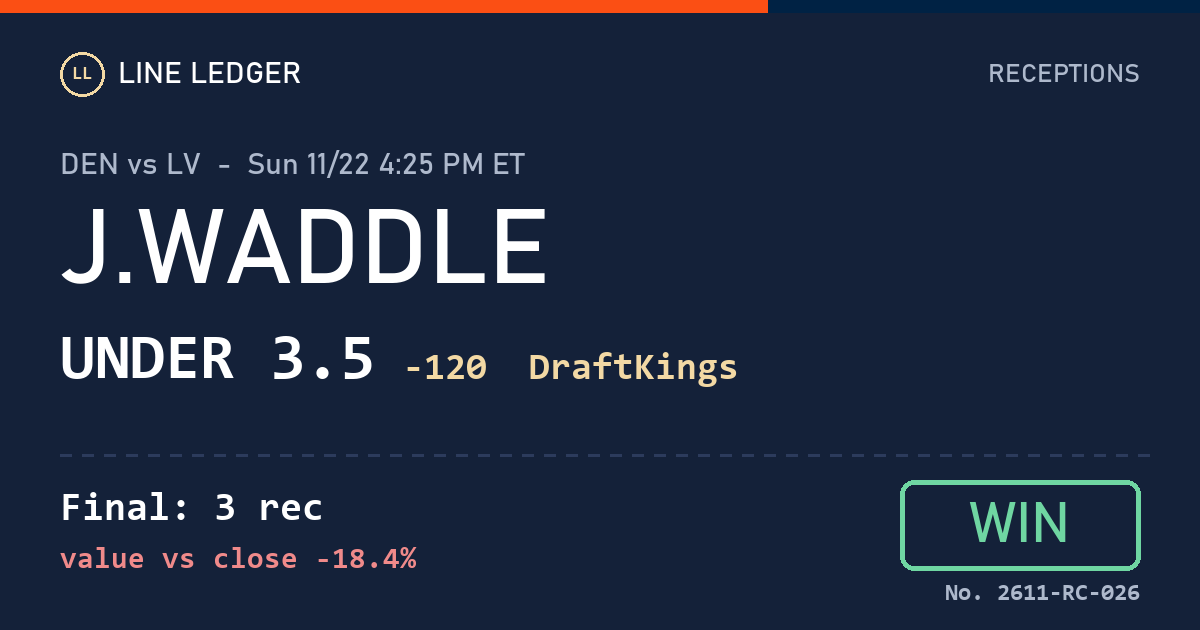 LL LINE LEDGER
RECEPTIONS
DEN vs LV - Sun 11/22 4:25 PM ET
J.WADDLE
UNDER 3.5 -120 DraftKings
Final: 3 rec
WIN
value vs close -18.4%
No. 2611-RC-026